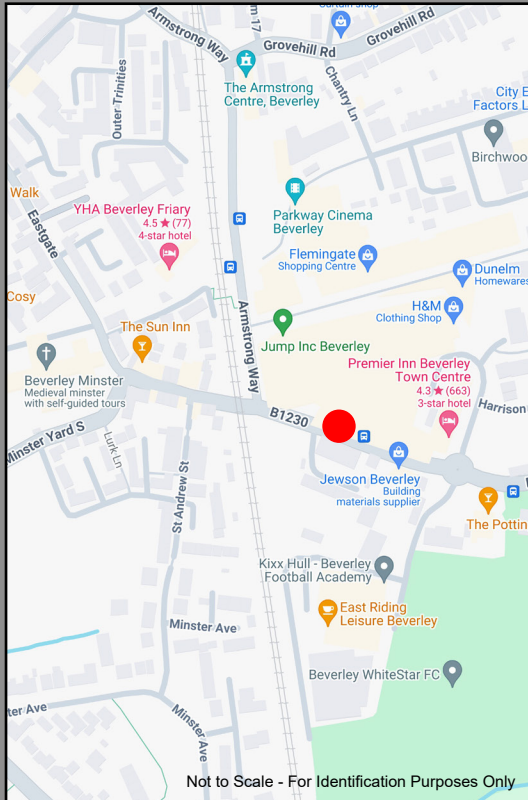 Curtain shop
Armstrong Way
m 17
Grovehill Rd
Grovehill Rd
Outer Trinities
The Armstrong
Centre, Beverley
Chantry Ln
City E
Factors L
Birchwoo
Walk
Eastgate
YHA Beverley Friary
4.5 ★ (77)
4-star hotel
Parkway Cinema
Beverley
Flemingate
Shopping Centre
Dunelm
Homewares
Cosy
H&M
Clothing Shop
The Sun Inn
Armstrong Way
Jump Inc Beverley
Beverley Minster
Medieval minster
with self-guided tours
Premier Inn Beverley
Town Centre
4.3 ★ (663)
3-star hotel
Harrison
B1230
Minster Yard S
Lurk Ln
St Andrew St
Jewson Beverley
Building
materials supplier
The Pottin
Kixx Hull - Beverley
Football Academy
East Riding
Leisure Beverley
Minster Ave
Beverley WhiteStar FC
ter Ave
Minster Ave
Not to Scale - For Identification Purposes Only